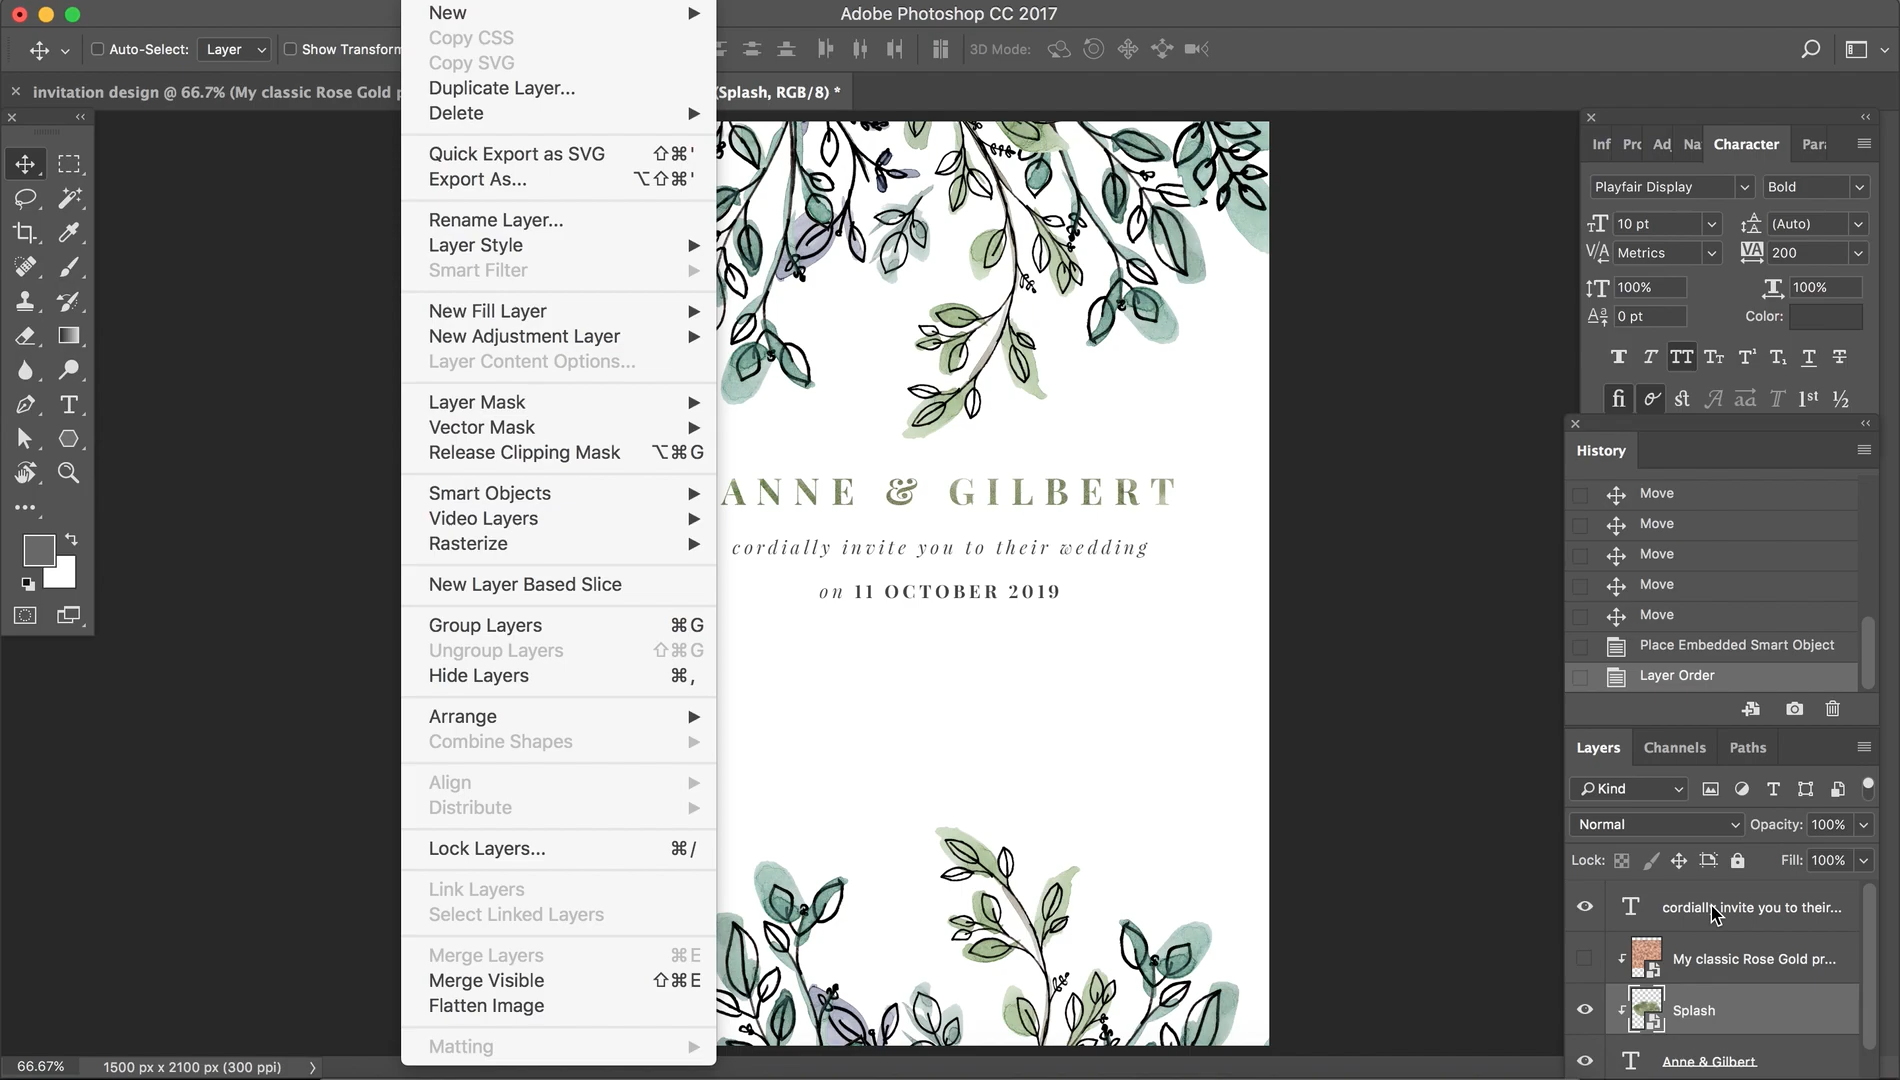 Adobe Photoshop CC 2017
Auto-Select: Layer Show Transform 3D Mode:
invitation design @ 66.7% (My classic Rose Gold p
(Splash, RGB/8) *
New
Copy CSS
Copy SVG
Duplicate Layer...
Delete
Quick Export as SVG ⇧⌘'
Export As... ⌥⇧⌘'
Rename Layer...
Layer Style
Smart Filter
New Fill Layer
New Adjustment Layer
Layer Content Options...
Layer Mask
Vector Mask
Release Clipping Mask ⌥⌘G
Smart Objects
Video Layers
Rasterize
New Layer Based Slice
Group Layers ⌘G
Ungroup Layers ⇧⌘G
Hide Layers ⌘,
Arrange
Combine Shapes
Align
Distribute
Lock Layers... ⌘/
Link Layers
Select Linked Layers
Merge Layers ⌘E
Merge Visible ⇧⌘E
Flatten Image
Matting
ANNE & GILBERT
cordially invite you to their wedding
on 11 OCTOBER 2019
Inf Pro Ad Na Character Para
Playfair Display Bold
10 pt (Auto)
Metrics 200
100% 100%
0 pt Color:
T T TT Tt T¹ T₁ T T
fi st A aa T 1st ½
History
Move
Move
Move
Move
Move
Place Embedded Smart Object
Layer Order
Layers Channels Paths
Kind
Normal Opacity: 100%
Lock: Fill: 100%
T cordially invite you to their...
My classic Rose Gold pr...
Splash
T Anne & Gilbert
66.67% 1500 px x 2100 px (300 ppi)